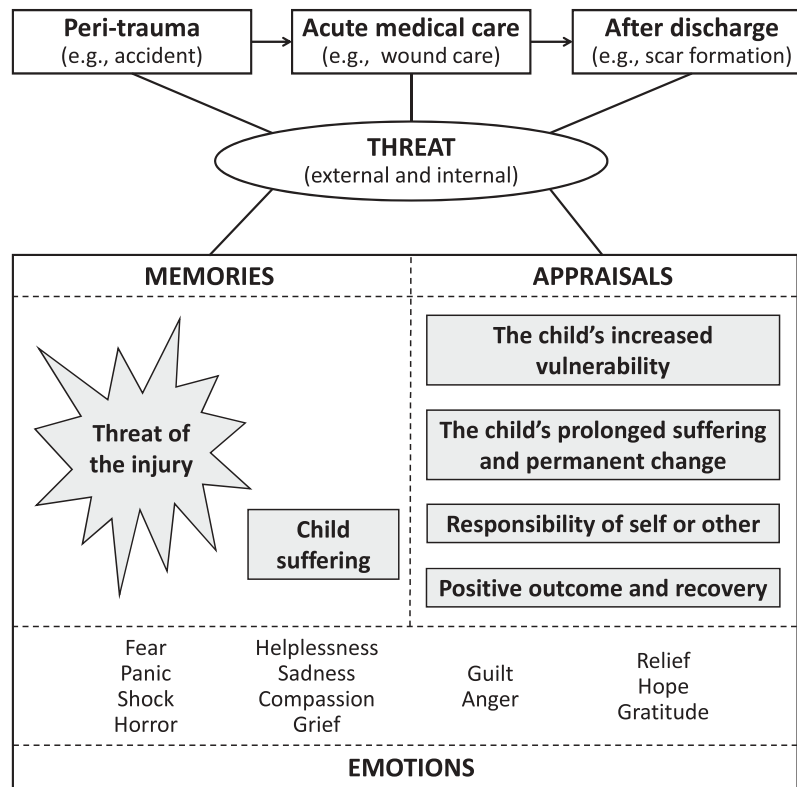 Peri-trauma
(e.g., accident)
Acute medical care
(e.g., wound care)
After discharge
(e.g., scar formation)
THREAT
(external and internal)
MEMORIES
APPRAISALS
Threat of
the injury
Child
suffering
The child's increased
vulnerability
The child's prolonged suffering
and permanent change
Responsibility of self or other
Positive outcome and recovery
Fear
Panic
Shock
Horror
Helplessness
Sadness
Compassion
Grief
Guilt
Anger
Relief
Hope
Gratitude
EMOTIONS